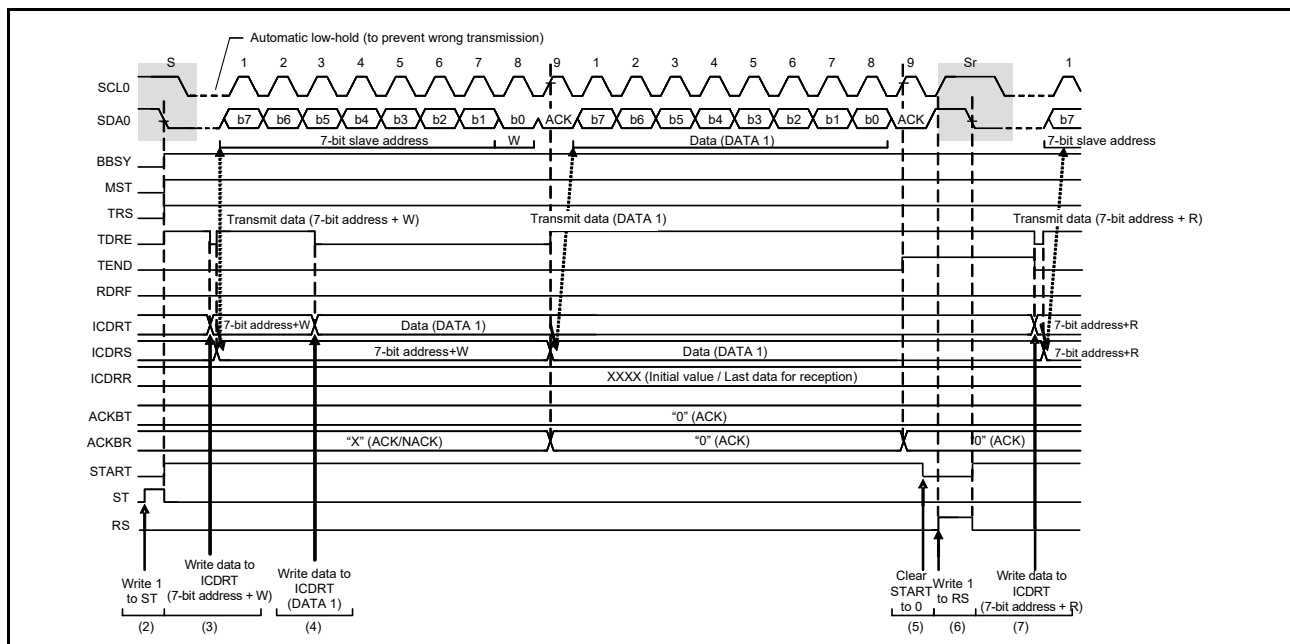 Automatic low-hold (to prevent wrong transmission)
S 1 2 3 4 5 6 7 8 9 1 2 3 4 5 6 7 8 9 Sr 1
SCL0
SDA0 b7 b6 b5 b4 b3 b2 b1 b0 ACK b7 b6 b5 b4 b3 b2 b1 b0 ACK b7
7-bit slave address W Data (DATA 1) 7-bit slave address
BBSY
MST
TRS
Transmit data (7-bit address + W) Transmit data (DATA 1) Transmit data (7-bit address + R)
TDRE
TEND
RDRF
ICDRT 7-bit address+W Data (DATA 1) 7-bit address+R
ICDRS 7-bit address+W Data (DATA 1) 7-bit address+R
ICDRR XXXX (Initial value / Last data for reception)
ACKBT “0” (ACK)
ACKBR “X” (ACK/NACK) “0” (ACK) 0” (ACK)
START
ST
RS
Write 1
to ST
Write data to
ICDRT
(7-bit address + W)
Write data to
ICDRT
(DATA 1)
Clear
START
to 0
Write 1
to RS
Write data to
ICDRT
(7-bit address + R)
(2) (3) (4) (5) (6) (7)